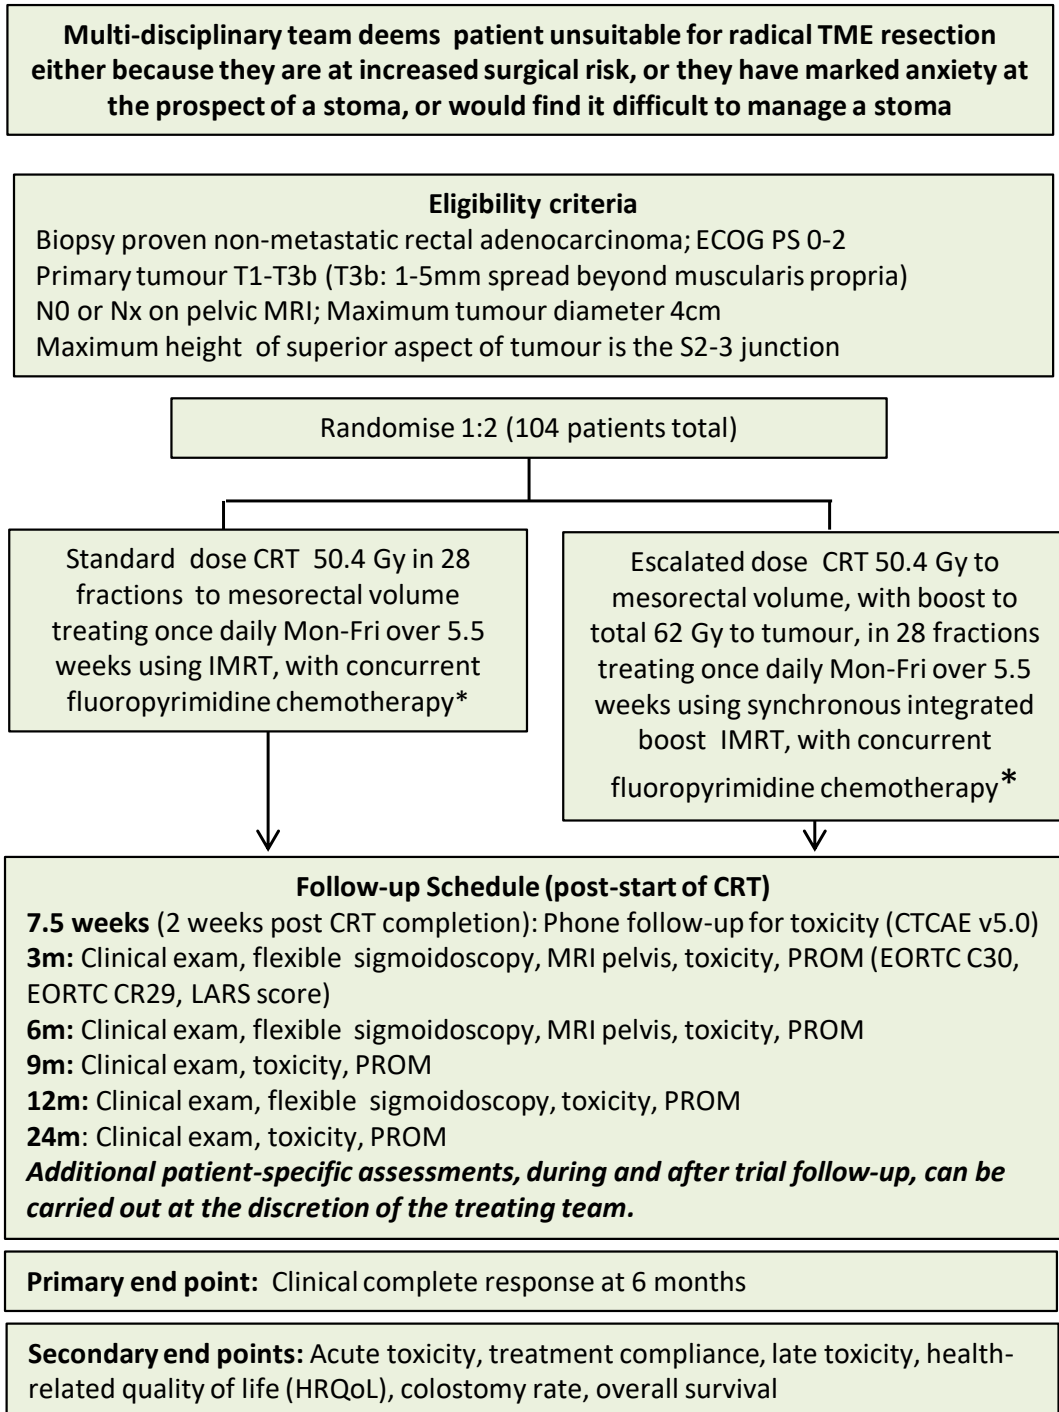 Multi-disciplinary team deems patient unsuitable for radical TME resection
either because they are at increased surgical risk, or they have marked anxiety at
the prospect of a stoma, or would find it difficult to manage a stoma
Eligibility criteria
Biopsy proven non-metastatic rectal adenocarcinoma; ECOG PS 0-2
Primary tumour T1-T3b (T3b: 1-5mm spread beyond muscularis propria)
N0 or Nx on pelvic MRI; Maximum tumour diameter 4cm
Maximum height of superior aspect of tumour is the S2-3 junction
Randomise 1:2 (104 patients total)
Standard dose CRT 50.4 Gy in 28
fractions to mesorectal volume
treating once daily Mon-Fri over 5.5
weeks using IMRT, with concurrent
fluoropyrimidine chemotherapy*
Escalated dose CRT 50.4 Gy to
mesorectal volume, with boost to
total 62 Gy to tumour, in 28 fractions
treating once daily Mon-Fri over 5.5
weeks using synchronous integrated
boost IMRT, with concurrent
fluoropyrimidine chemotherapy*
Follow-up Schedule (post-start of CRT)
7.5 weeks (2 weeks post CRT completion): Phone follow-up for toxicity (CTCAE v5.0)
3m: Clinical exam, flexible sigmoidoscopy, MRI pelvis, toxicity, PROM (EORTC C30,
EORTC CR29, LARS score)
6m: Clinical exam, flexible sigmoidoscopy, MRI pelvis, toxicity, PROM
9m: Clinical exam, toxicity, PROM
12m: Clinical exam, flexible sigmoidoscopy, toxicity, PROM
24m: Clinical exam, toxicity, PROM
Additional patient-specific assessments, during and after trial follow-up, can be
carried out at the discretion of the treating team.
Primary end point: Clinical complete response at 6 months
Secondary end points: Acute toxicity, treatment compliance, late toxicity, health-
related quality of life (HRQoL), colostomy rate, overall survival